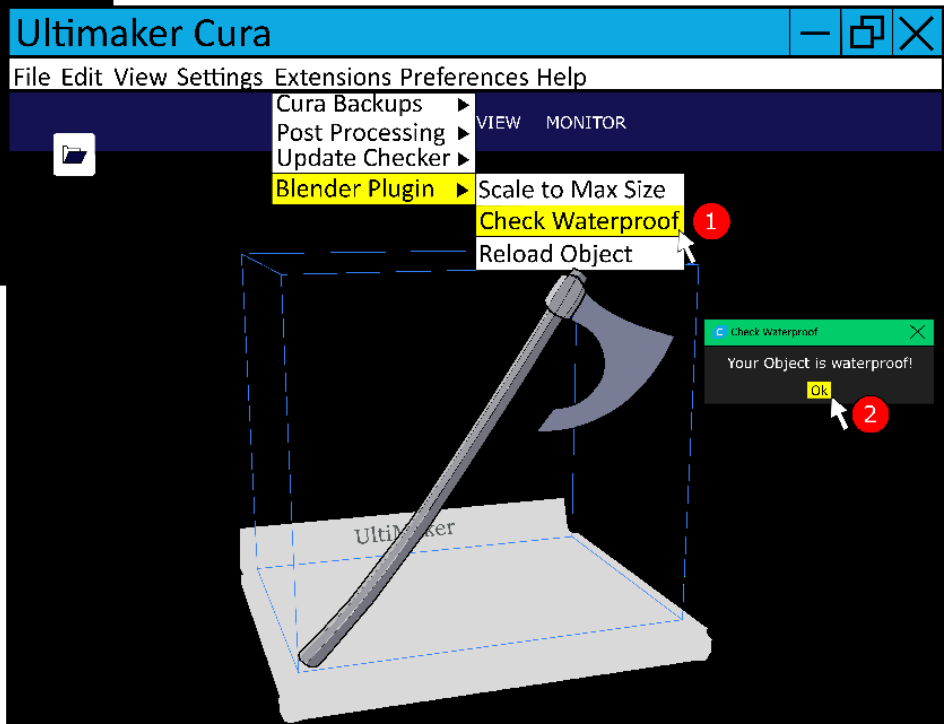 Ultimaker Cura
File Edit View Settings Extensions Preferences Help
Cura Backups
VIEW MONITOR
Post Processing
Update Checker
Blender Plugin
Scale to Max Size
Check Waterproof
1
Reload Object
C Check Waterproof
Your Object is waterproof!
Ok
2